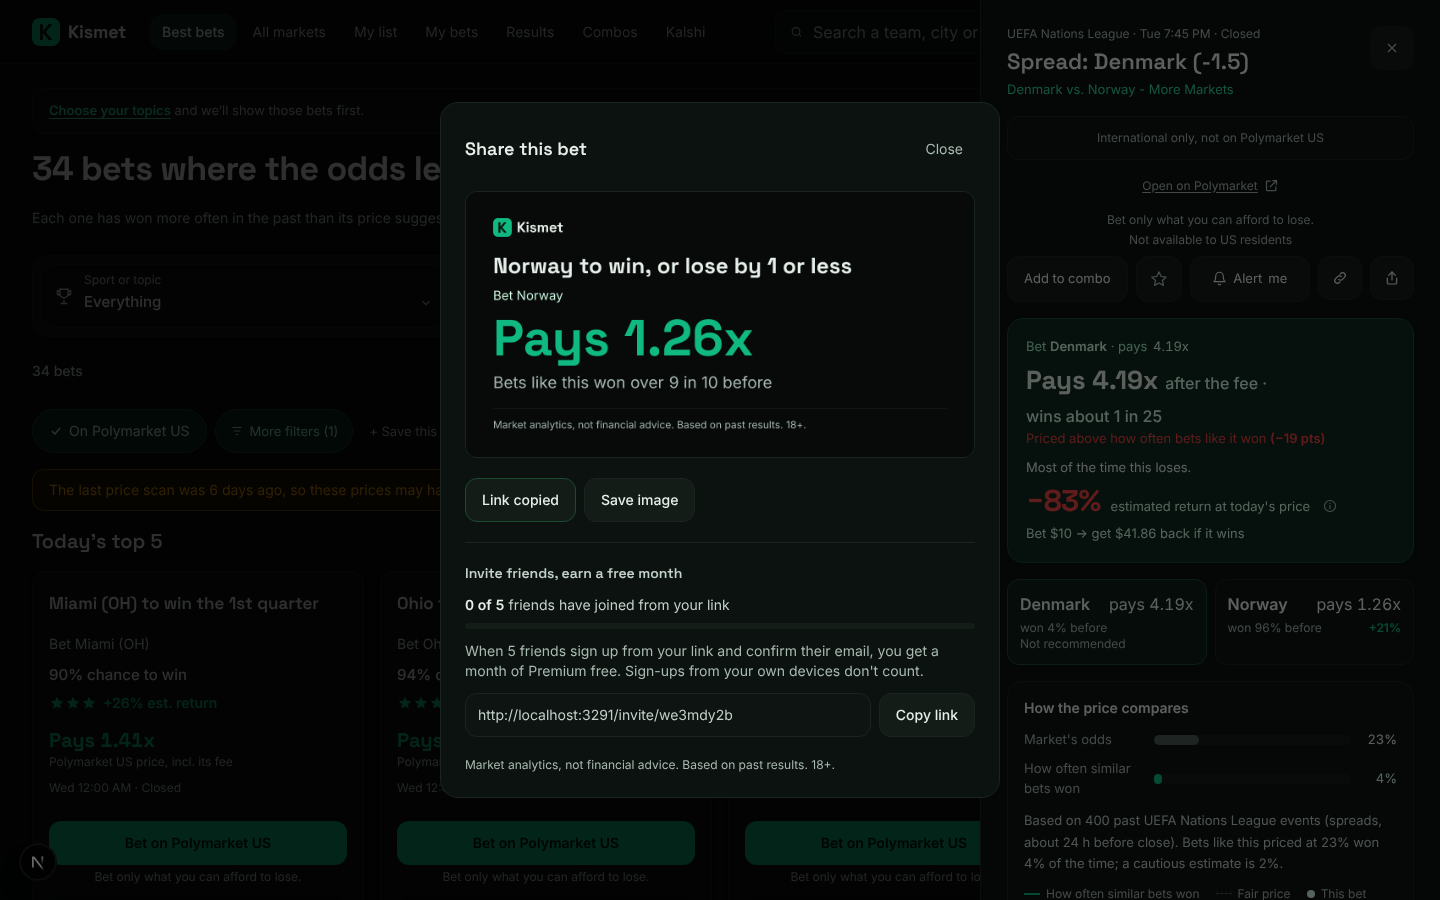 Kismet
Best bets
All markets
My list
My bets
Results
Combos
Kalshi
Search a team, city or
Choose your topics and we'll show those bets first.
34 bets where the odds le
Each one has won more often in the past than its price sugges
Sport or topic
Everything
34 bets
On Polymarket US
More filters (1)
+ Save this
The last price scan was 6 days ago, so these prices may ha
Today's top 5
Miami (OH) to win the 1st quarter
Bet Miami (OH)
90% chance to win
+26% est. return
Pays 1.41x
Polymarket US price, incl. its fee
Wed 12:00 AM · Closed
Bet on Polymarket US
Bet only what you can afford to lose.
Ohio
Bet Oh
94% c
Pays
Polymar
Wed 12:
Bet on Polymarket US
Bet only what you can afford to lose.
Bet on Polymarket US
Bet only what you can afford to lo
Share this bet
Close
Kismet
Norway to win, or lose by 1 or less
Bet Norway
Pays 1.26x
Bets like this won over 9 in 10 before
Market analytics, not financial advice. Based on past results. 18+.
Link copied
Save image
Invite friends, earn a free month
0 of 5 friends have joined from your link
When 5 friends sign up from your link and confirm their email, you get a
month of Premium free. Sign-ups from your own devices don't count.
http://localhost:3291/invite/we3mdy2b
Copy link
Market analytics, not financial advice. Based on past results. 18+.
UEFA Nations League · Tue 7:45 PM · Closed
Spread: Denmark (-1.5)
Denmark vs. Norway - More Markets
International only, not on Polymarket US
Open on Polymarket
Bet only what you can afford to lose.
Not available to US residents
Add to combo
Alert me
Bet Denmark · pays 4.19x
Pays 4.19x after the fee ·
wins about 1 in 25
Priced above how often bets like it won (−19 pts)
Most of the time this loses.
−83% estimated return at today's price
Bet $10 → get $41.86 back if it wins
Denmark pays 4.19x
won 4% before
Not recommended
Norway pays 1.26x
won 96% before +21%
How the price compares
Market's odds 23%
How often similar
bets won 4%
Based on 400 past UEFA Nations League events (spreads,
about 24 h before close). Bets like this priced at 23% won
4% of the time; a cautious estimate is 2%.
How often similar bets won
Fair price
This bet